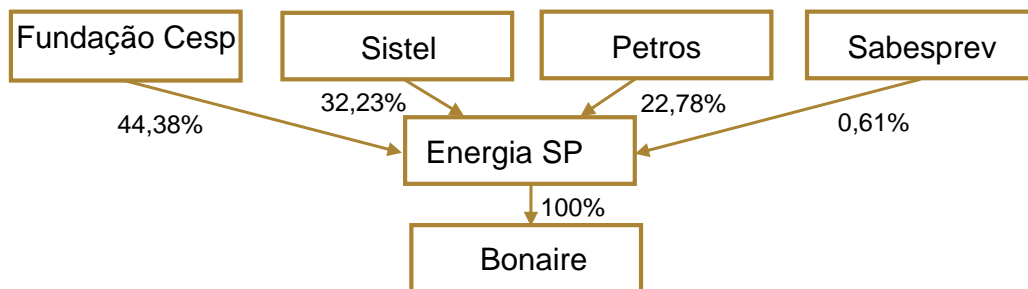 Fundação Cesp
Sistel
Petros
Sabesprev
44,38%
32,23%
22,78%
0,61%
Energia SP
100%
Bonaire